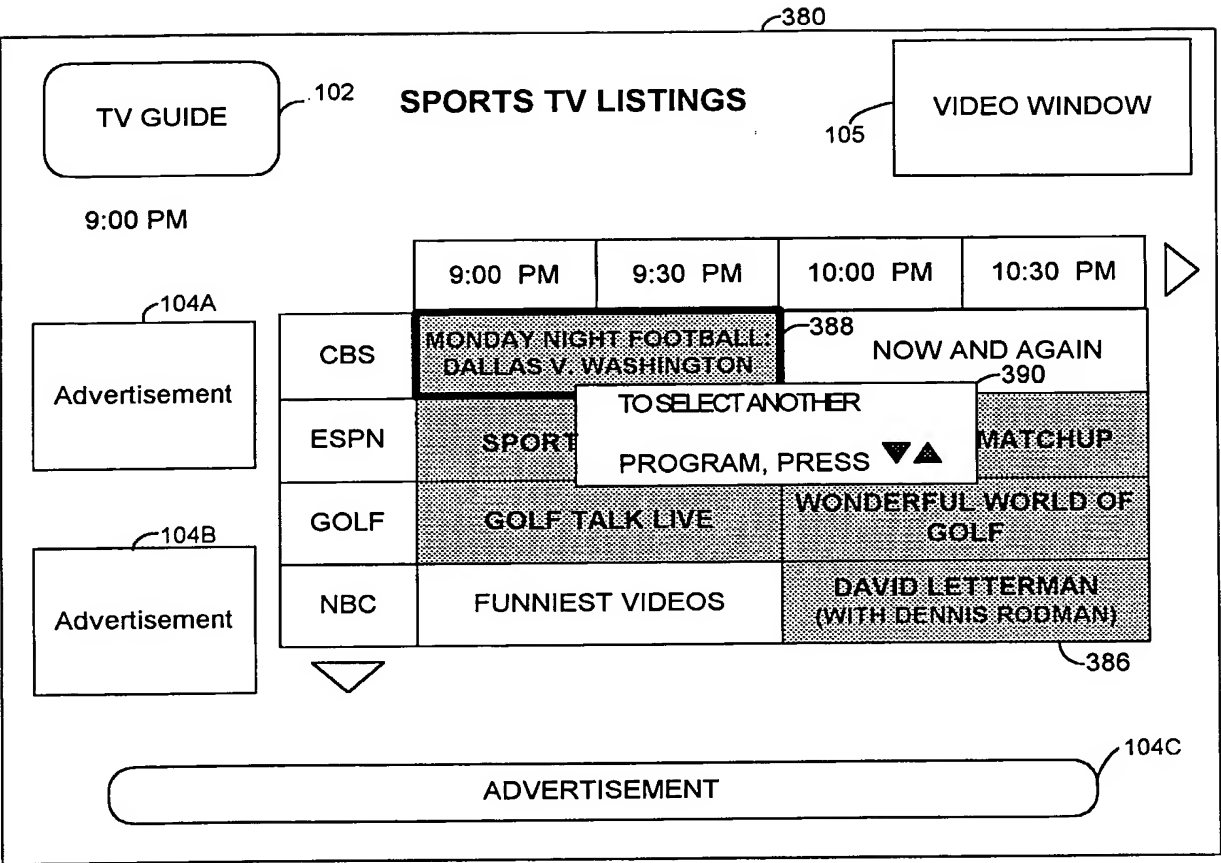 380
TV GUIDE
102
SPORTS TV LISTINGS
105
VIDEO WINDOW
9:00 PM
9:00 PM
9:30 PM
10:00 PM
10:30 PM
104A
Advertisement
CBS
MONDAY NIGHT FOOTBALL:
DALLAS V. WASHINGTON
388
NOW AND AGAIN
390
TO SELECT ANOTHER
PROGRAM, PRESS ▼▲
ESPN
SPORT
MATCHUP
GOLF
GOLF TALK LIVE
WONDERFUL WORLD OF
GOLF
104B
Advertisement
NBC
FUNNIEST VIDEOS
DAVID LETTERMAN
(WITH DENNIS RODMAN)
386
104C
ADVERTISEMENT